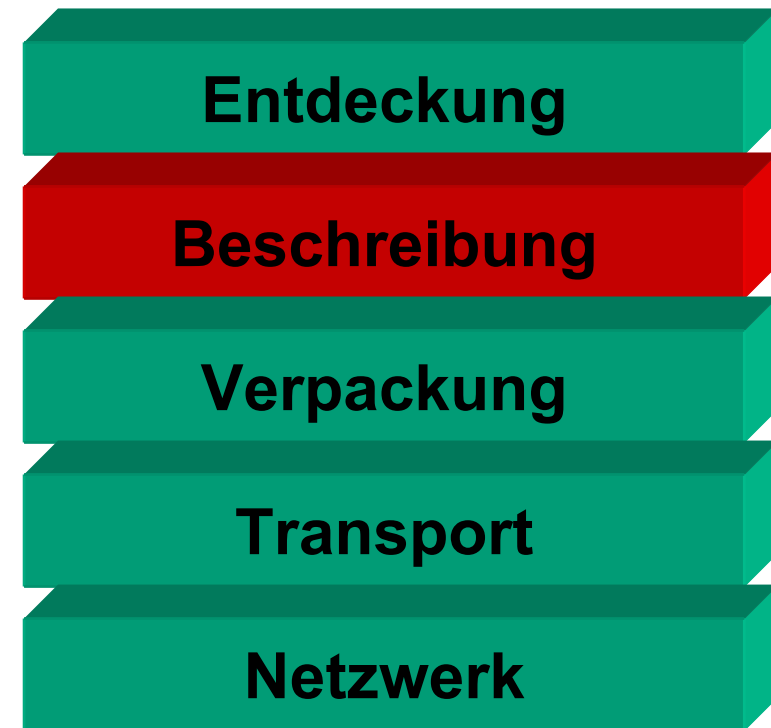 Entdeckung
Beschreibung
Verpackung
Transport
Netzwerk